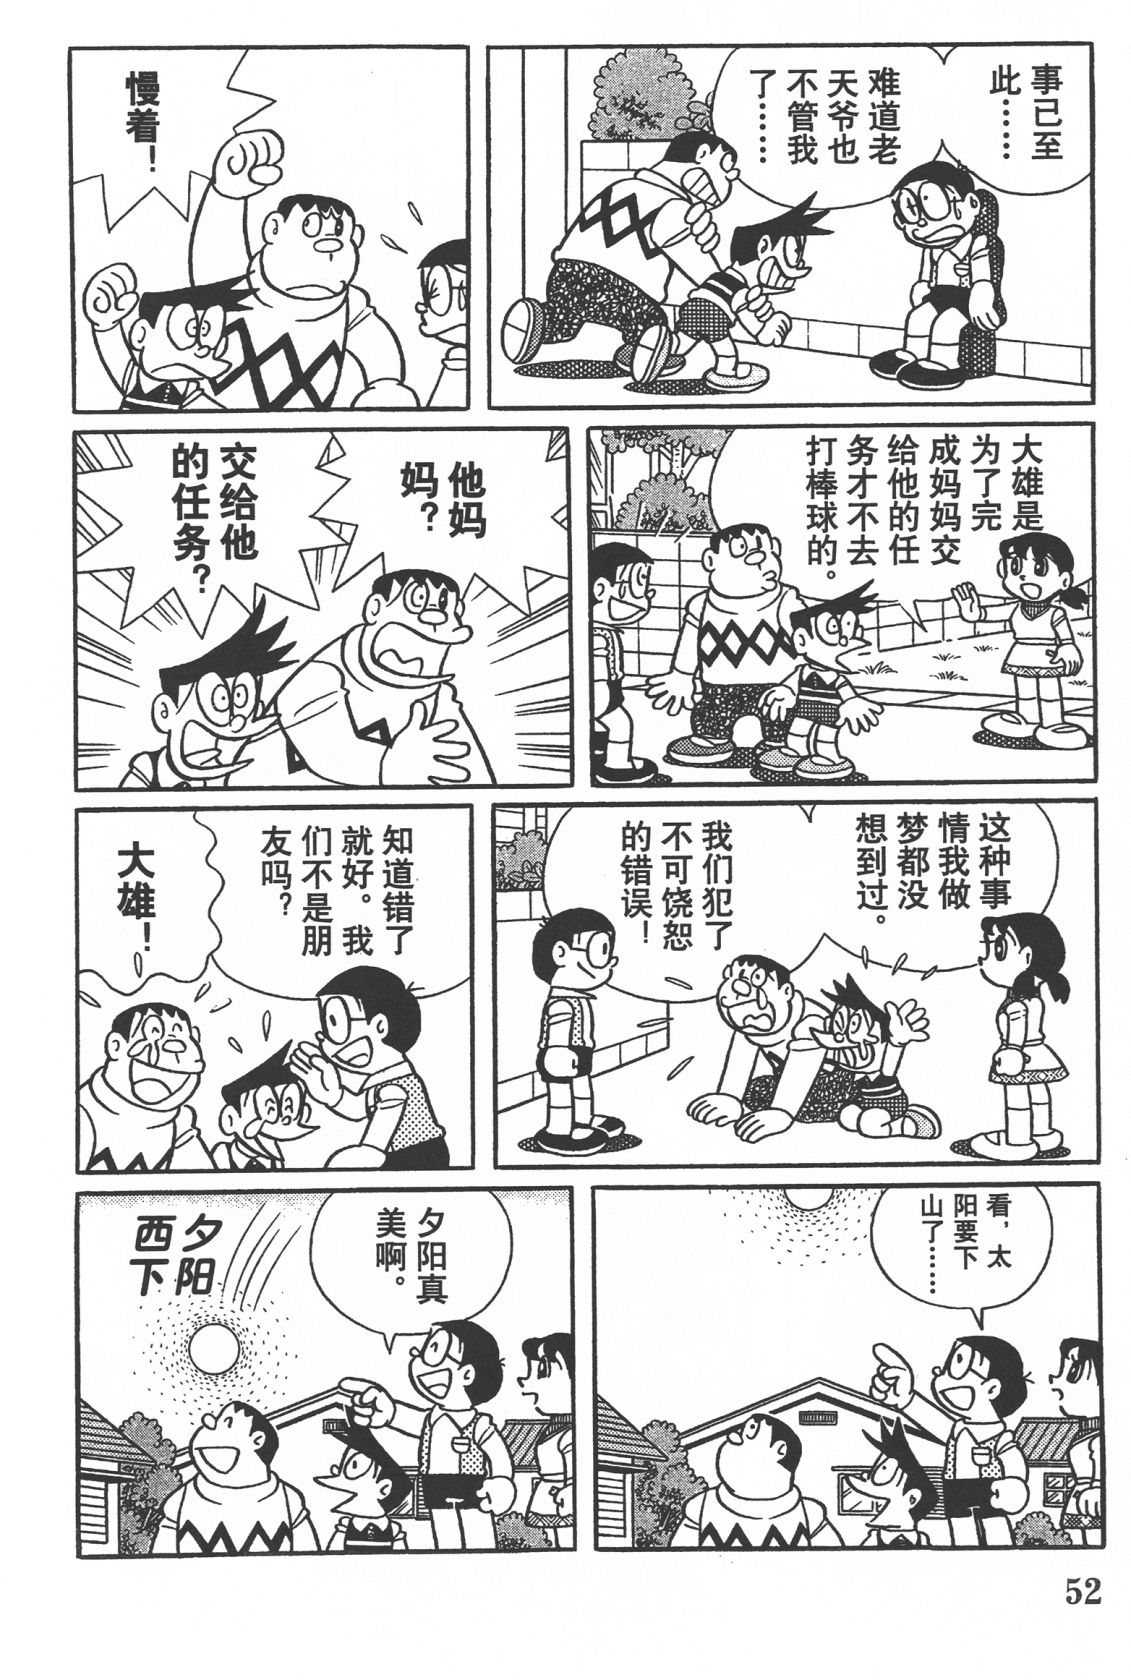 事已至
此……
难道老
天爷也
不管我
了……
慢着！
大雄是
为了完
成妈妈交
给他的任
务才不去
打棒球的。
他妈
妈？
交给他
的任务？
这种事
情我做
梦都没
想到过。
我们犯了
不可饶恕
的错误！
知道错了
就好。我
们不是朋
友吗？
大雄！
看，太
阳要下
山了……
夕阳真
美啊。
夕阳
西下
52